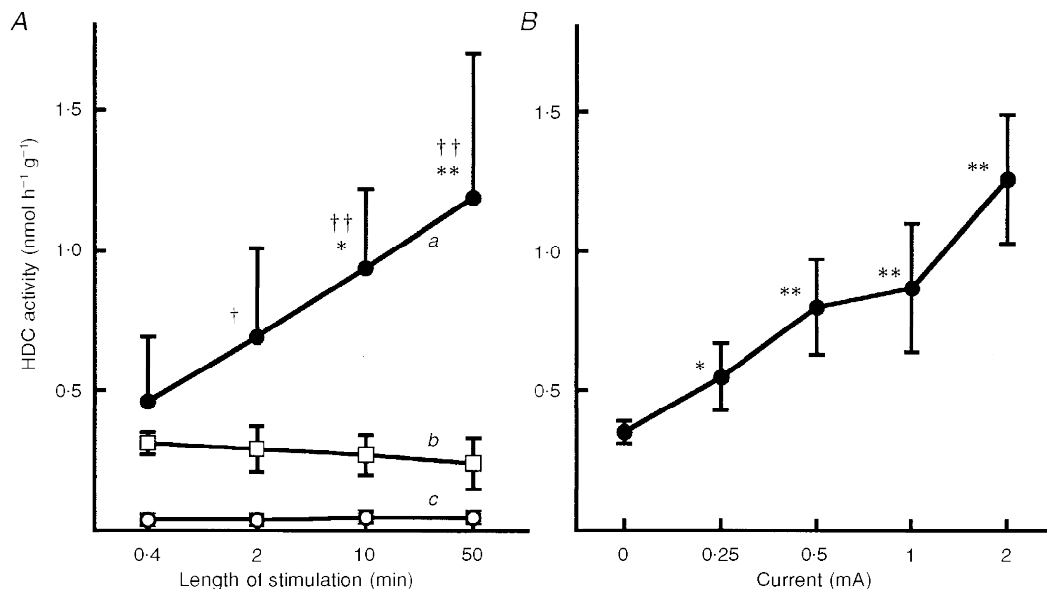 A
B
HDC activity (nmol h⁻¹ g⁻¹)
1·5
1·0
0·5
††
**
††
*
†
a
b
c
0·4 2 10 50
Length of stimulation (min)
1·5
1·0
0·5
**
**
**
*
0 0·25 0·5 1 2
Current (mA)